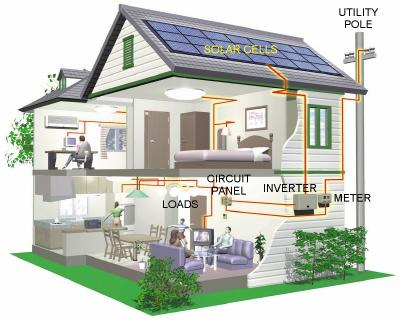 UTILITY
POLE
SOLAR CELLS
CIRCUIT
PANEL
INVERTER
METER
LOADS